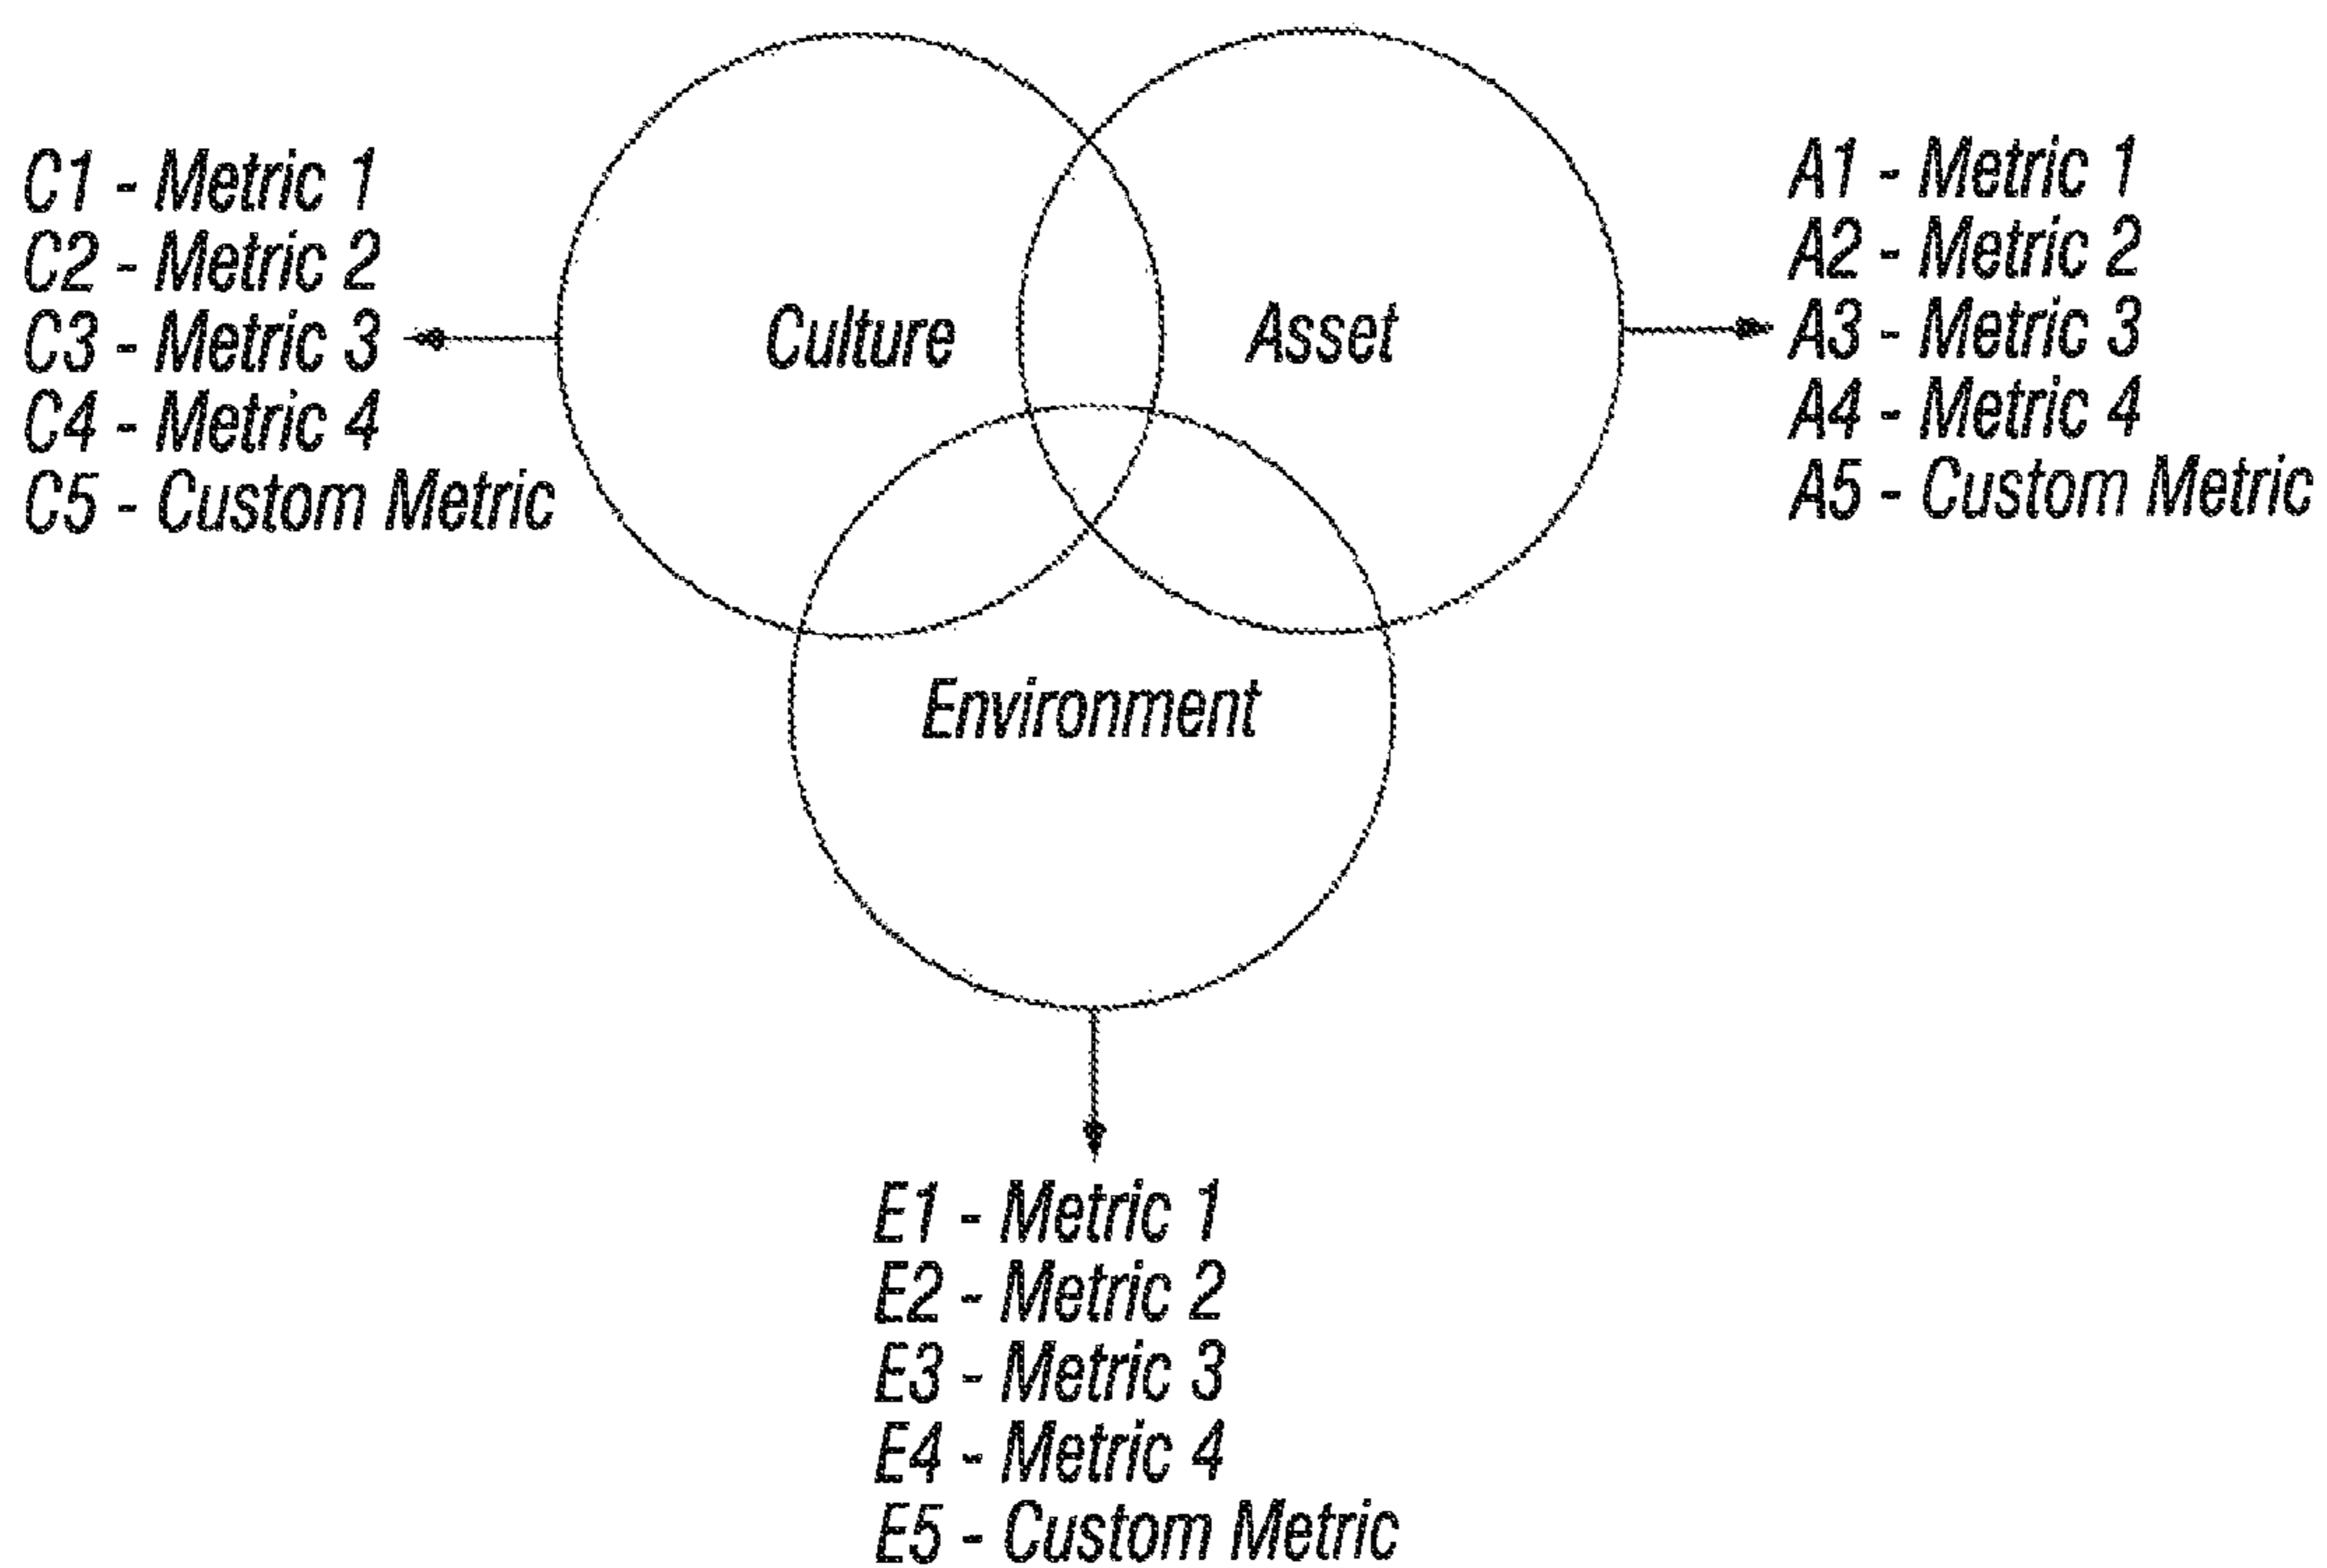 C1 - Metric 1
C2 - Metric 2
C3 - Metric 3
C4 - Metric 4
C5 - Custom Metric
Culture
Asset
A1 - Metric 1
A2 - Metric 2
A3 - Metric 3
A4 - Metric 4
A5 - Custom Metric
Environment
E1 - Metric 1
E2 - Metric 2
E3 - Metric 3
E4 - Metric 4
E5 - Custom Metric